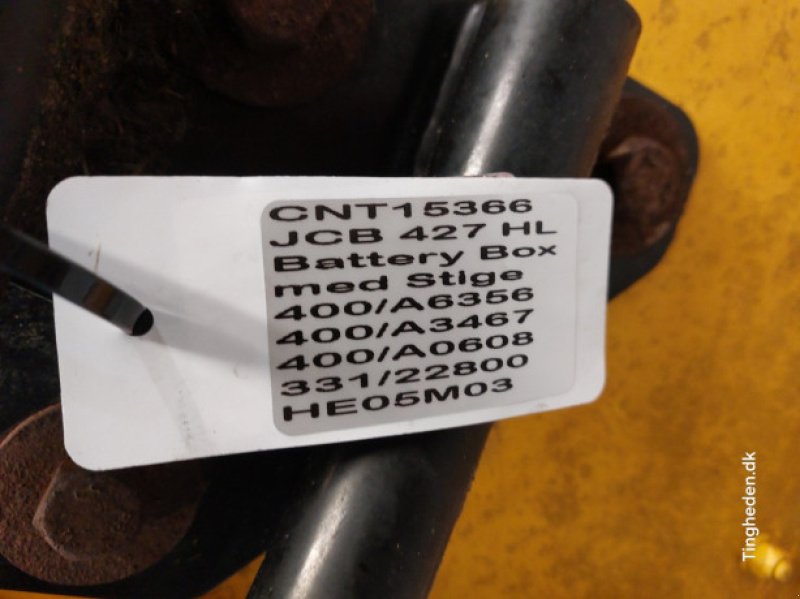 CNT15366
JCB 427 HL
Battery Box
med Stige
400/A6356
400/A3467
400/A0608
331/22800
HE05M03
Tingheden.dk